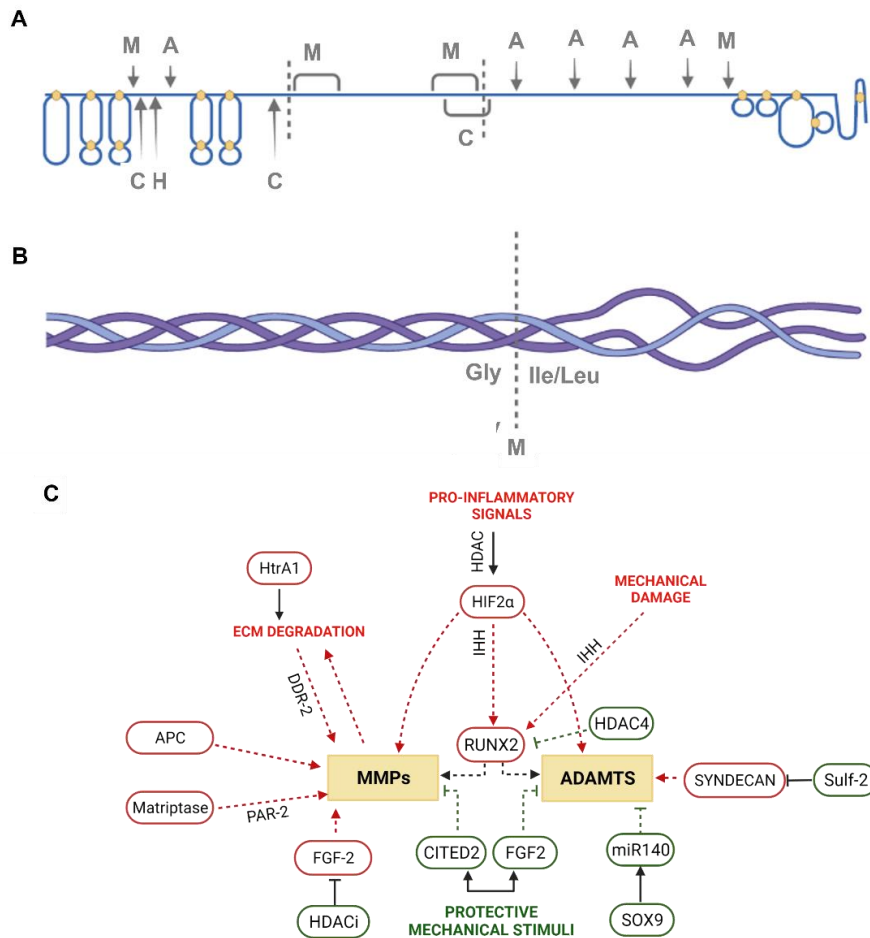 A
M A M M A A A A M
C
C H C
B
Gly Ile/Leu
M
C
PRO-INFLAMMATORY
SIGNALS
HDAC
HtrA1
MECHANICAL
DAMAGE
HIF2α
ECM DEGRADATION
IHH
IHH
DDR-2
HDAC4
APC
RUNX2
MMPs
ADAMTS
SYNDECAN
Sulf-2
Matriptase
PAR-2
FGF-2
CITED2
FGF2
miR140
HDACi
PROTECTIVE
MECHANICAL STIMULI
SOX9